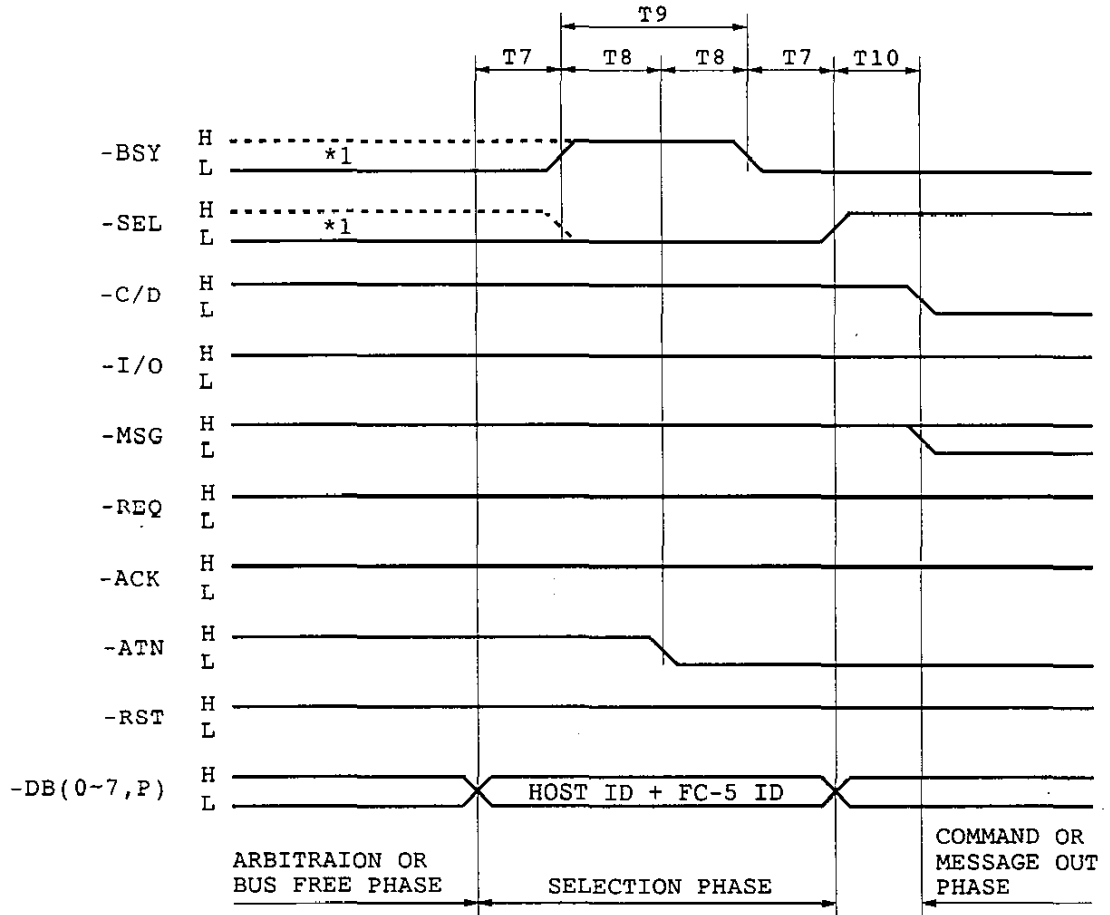 T9
T7 T8 T8 T7 T10
-BSY H L *1
-SEL H L *1
-C/D H L
-I/O H L
-MSG H L
-REQ H L
-ACK H L
-ATN H L
-RST H L
-DB(0~7,P) H L HOST ID + FC-5 ID
ARBITRAION OR
BUS FREE PHASE
SELECTION PHASE
COMMAND OR
MESSAGE OUT
PHASE